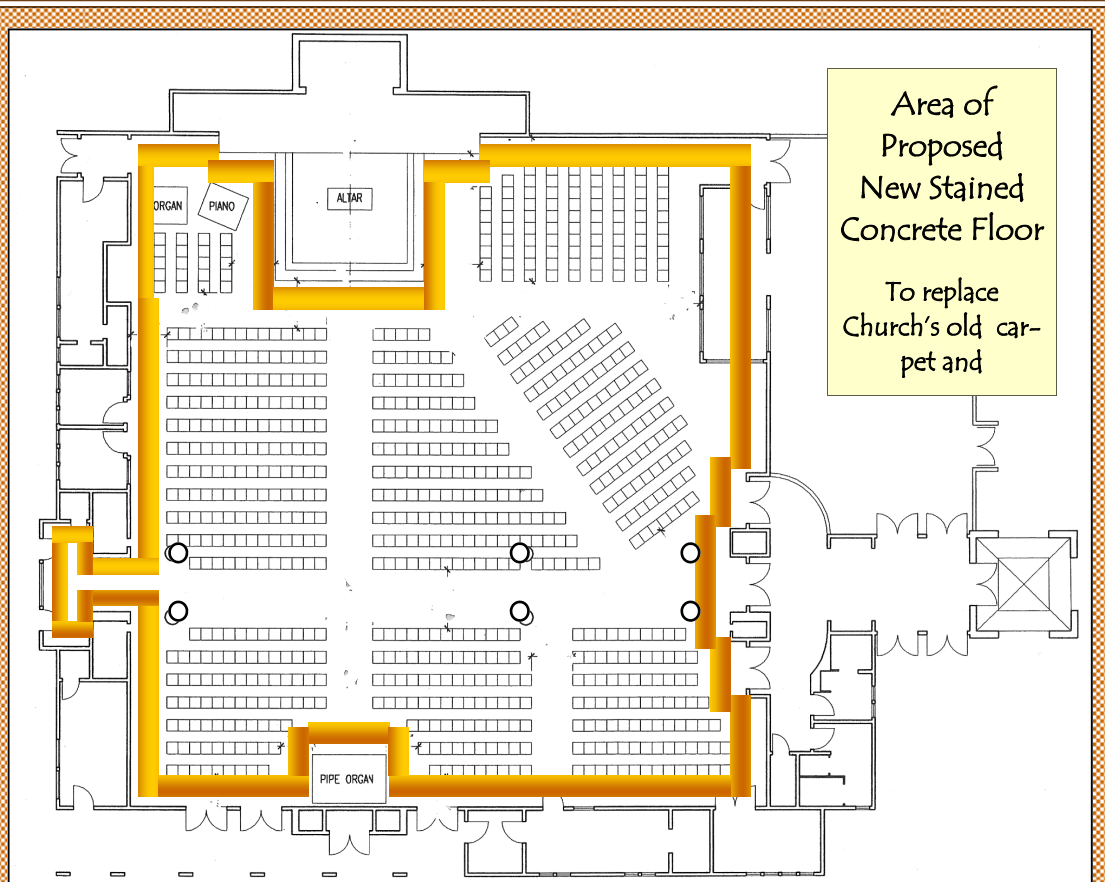 Area of
Proposed
New Stained
Concrete Floor
To replace
Church's old car-
pet and
ALTAR
ORGAN
PIANO
PIPE ORGAN